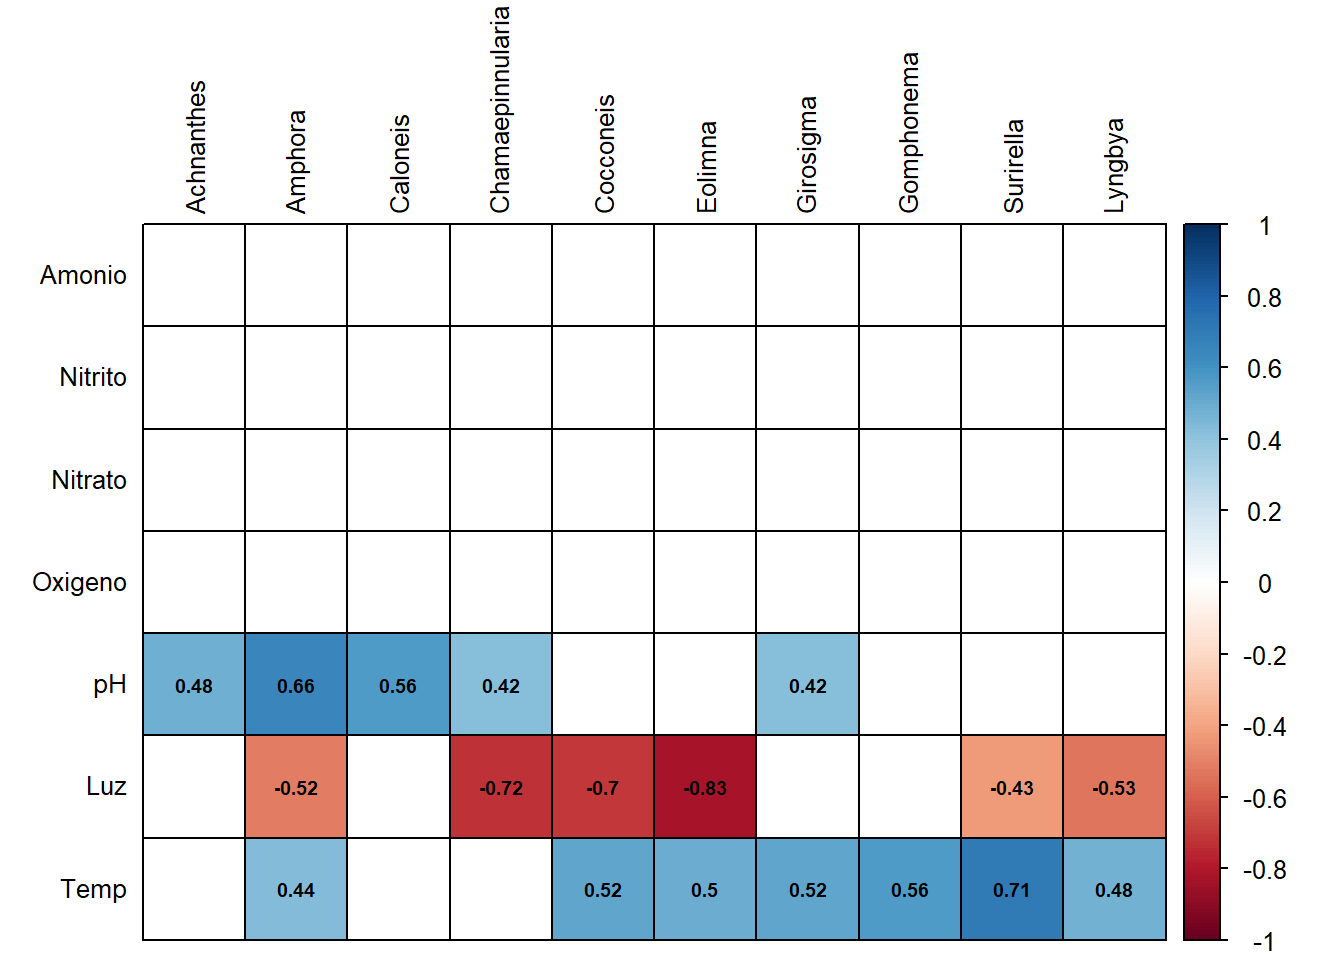 Achnanthes Amphora Caloneis Chamaepinnularia Cocconeis Eolimna Girosigma Gomphonema Surirella Lyngbya
Amonio
Nitrito
Nitrato
Oxigeno
pH 0.48 0.66 0.56 0.42 0.42
Luz -0.52 -0.72 -0.7 -0.83 -0.43 -0.53
Temp 0.44 0.52 0.5 0.52 0.56 0.71 0.48
1
0.8
0.6
0.4
0.2
0
-0.2
-0.4
-0.6
-0.8
-1